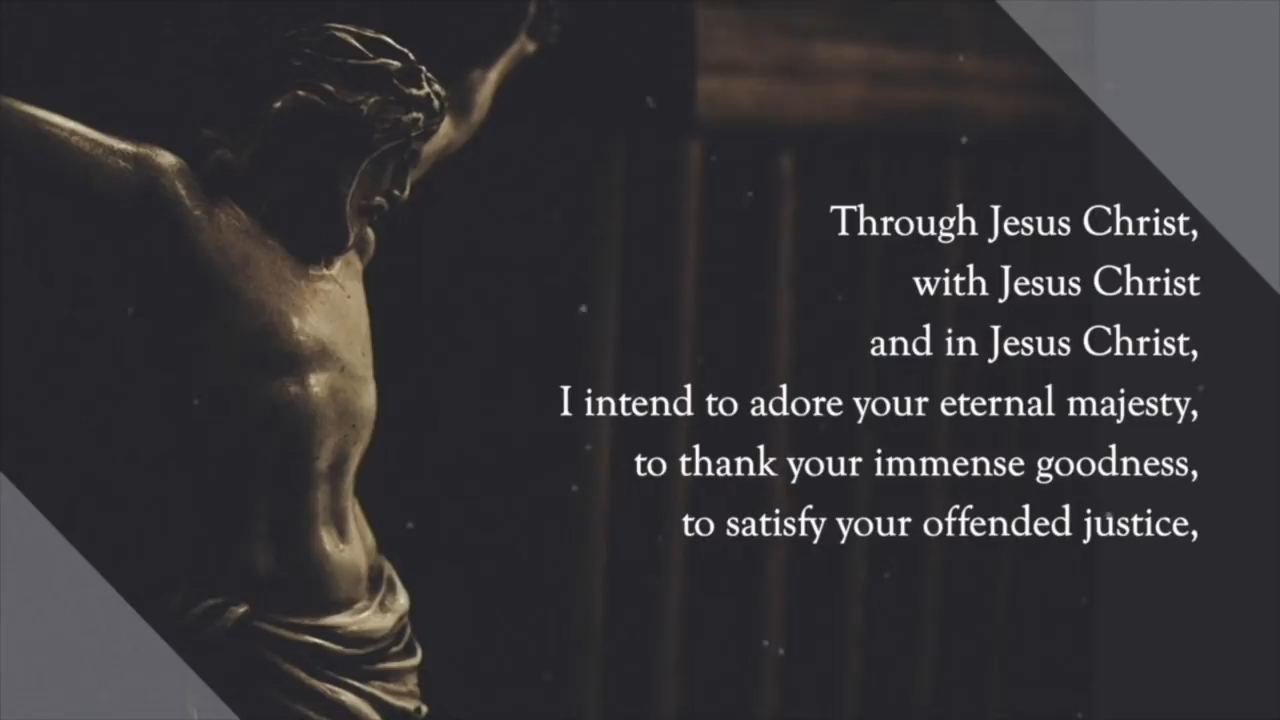 Through Jesus Christ,
with Jesus Christ
and in Jesus Christ,
I intend to adore your eternal majesty,
to thank your immense goodness,
to satisfy your offended justice,